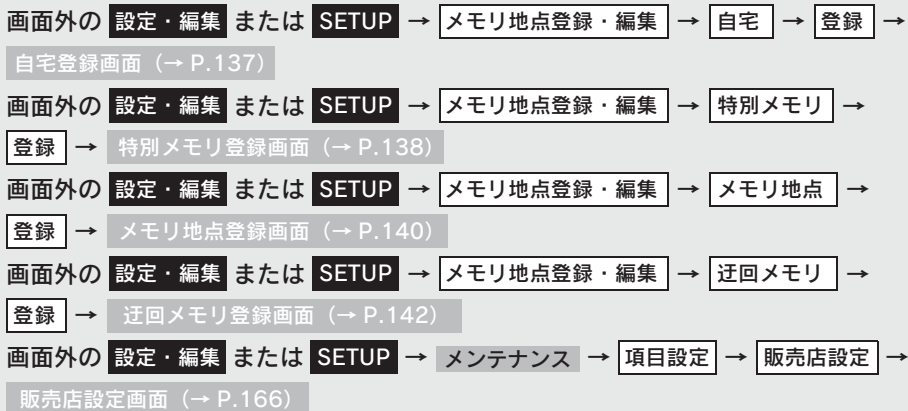 画面外の 設定・編集 または SETUP → メモリ地点登録・編集 → 自宅 → 登録 →
自宅登録画面（→ P.137）
画面外の 設定・編集 または SETUP → メモリ地点登録・編集 → 特別メモリ →
登録 → 特別メモリ登録画面（→ P.138）
画面外の 設定・編集 または SETUP → メモリ地点登録・編集 → メモリ地点 →
登録 → メモリ地点登録画面（→ P.140）
画面外の 設定・編集 または SETUP → メモリ地点登録・編集 → 迂回メモリ →
登録 → 迂回メモリ登録画面（→ P.142）
画面外の 設定・編集 または SETUP → メンテナンス → 項目設定 → 販売店設定 →
販売店設定画面（→ P.166）